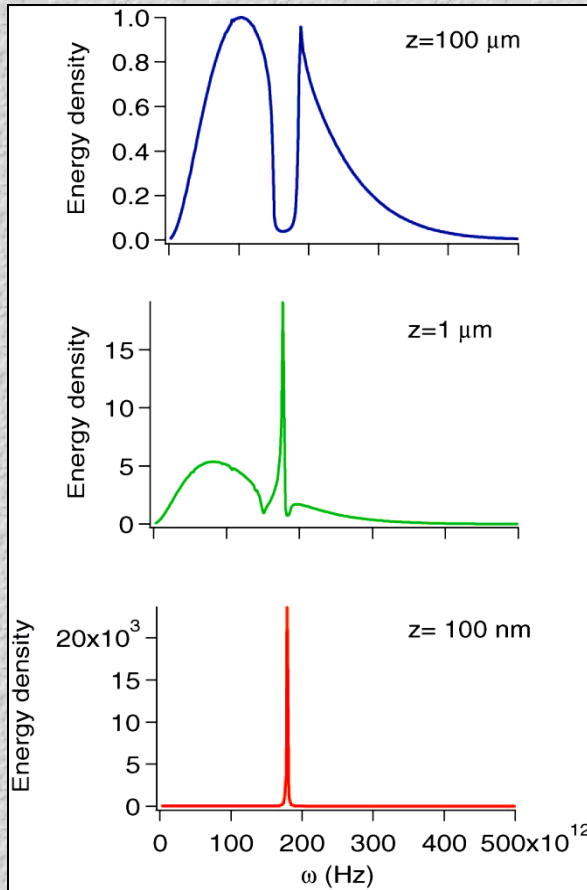 z=100 μm
Energy density
1.0
0.8
0.6
0.4
0.2
0.0
z=1 μm
Energy density
15
10
5
0
z= 100 nm
Energy density
20x10³
15
10
5
0
0 100 200 300 400 500x10¹²
ω (Hz)